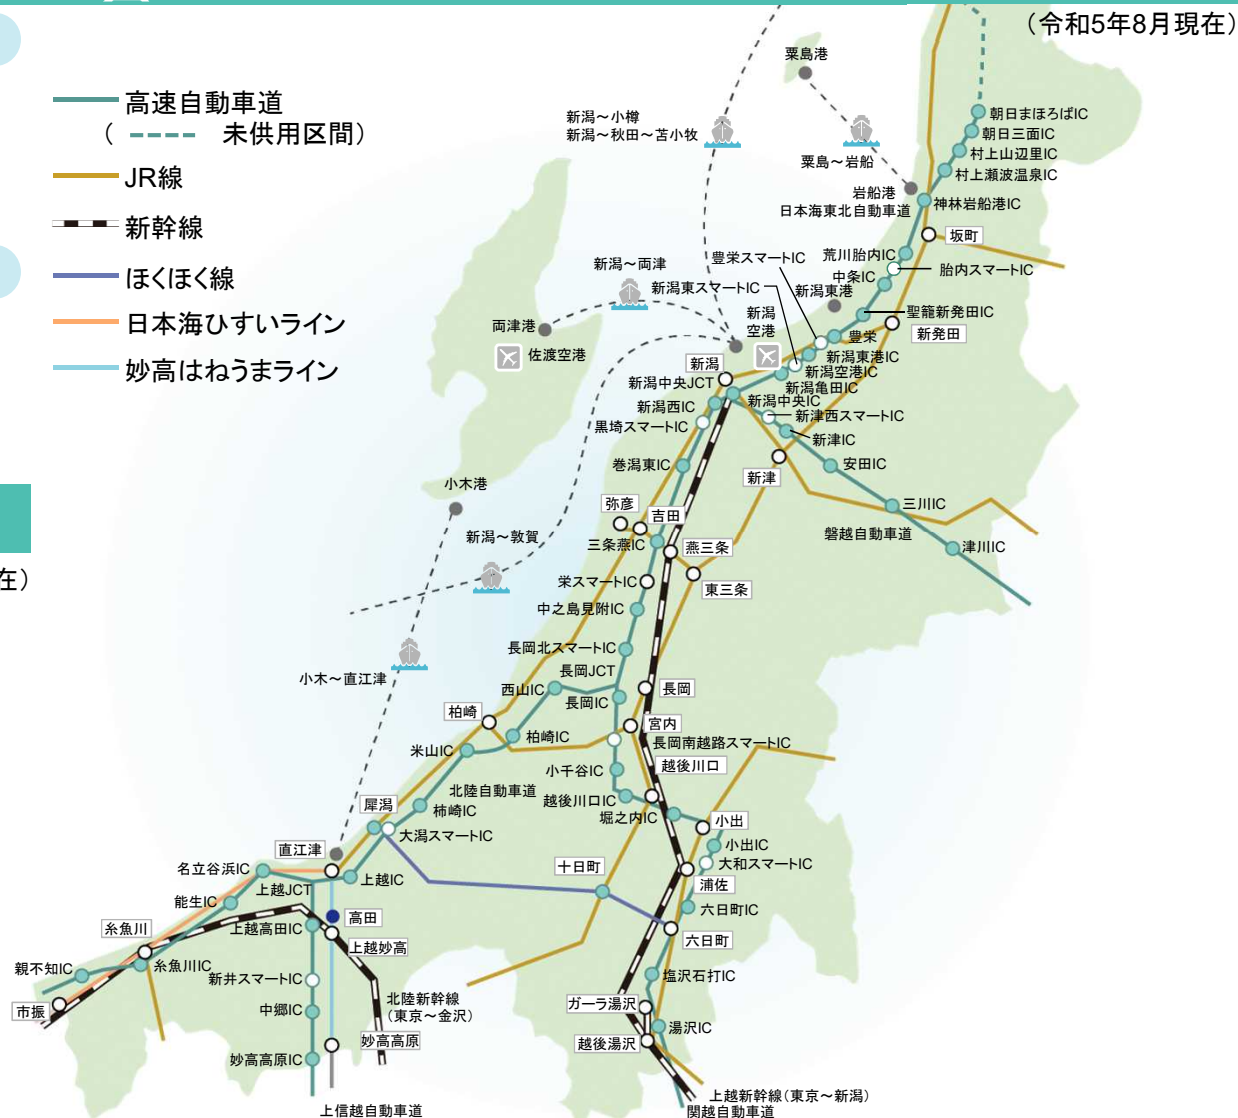 (令和5年8月現在)
高速自動車道
( 未供用区間)
JR線
新幹線
ほくほく線
日本海ひすいライン
妙高はねうまライン
在)
粟島港
新潟～小樽
新潟～秋田～苫小牧
粟島～岩船
岩船港
日本海東北自動車道
朝日まほろばIC
朝日三面IC
村上山辺里IC
村上瀬波温泉IC
神林岩船港IC
坂町
荒川胎内IC
胎内スマートIC
中条IC
豊栄スマートIC
新潟～両津
新潟東スマートIC
新潟東港
聖籠新発田IC
新発田
両津港
佐渡空港
新潟
空港
豊栄
新潟東港IC
新潟空港IC
新潟亀田IC
新潟
新潟中央JCT
新潟中央IC
新潟西IC
新津西スマートIC
黒埼スマートIC
新津IC
巻潟東IC
新津
安田IC
小木港
三川IC
弥彦
吉田
新潟～敦賀
三条燕IC
燕三条
磐越自動車道
津川IC
栄スマートIC
東三条
中之島見附IC
長岡北スマートIC
小木～直江津
長岡JCT
西山IC
長岡IC
長岡
柏崎
宮内
柏崎IC
長岡南越路スマートIC
米山IC
越後川口
小千谷IC
北陸自動車道
越後川口IC
犀潟
柿崎IC
堀之内IC
小出
大潟スマートIC
小出IC
直江津
大和スマートIC
名立谷浜IC
十日町
上越JCT
上越IC
浦佐
能生IC
六日町IC
高田
上越高田IC
糸魚川
上越妙高
六日町
親不知IC
糸魚川IC
新井スマートIC
塩沢石打IC
北陸新幹線
(東京～金沢)
市振
中郷IC
ガーラ湯沢
湯沢IC
妙高高原
越後湯沢
妙高高原IC
上越新幹線(東京～新潟)
上信越自動車道
関越自動車道